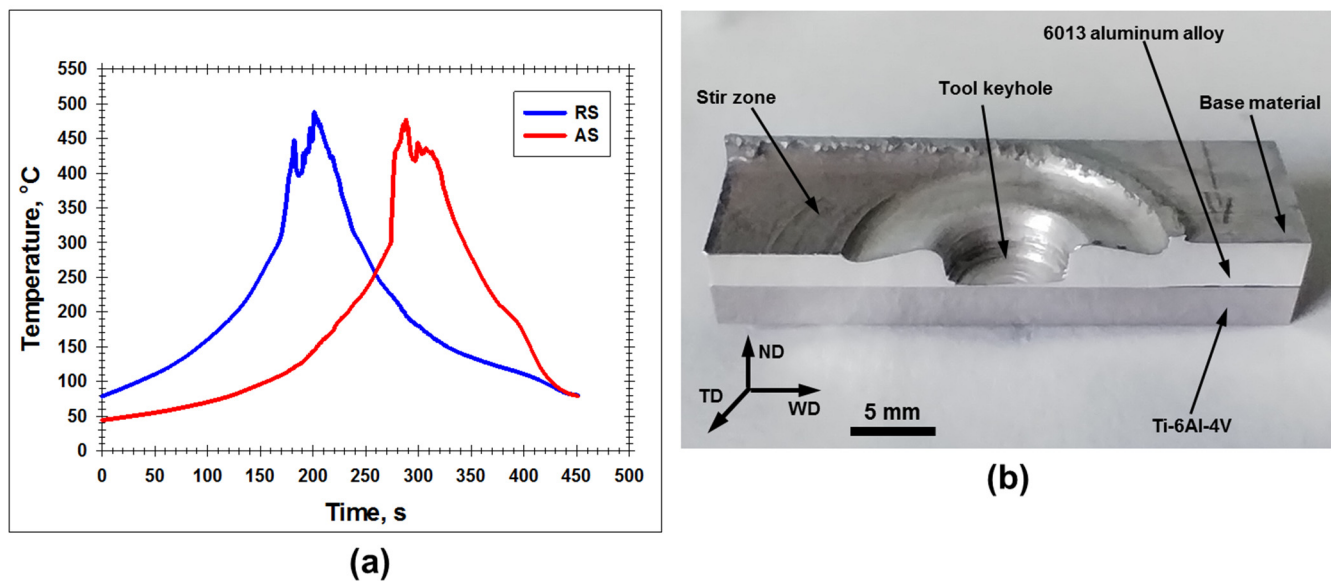 550
500
450
400
350
300
250
200
150
100
50
0
Temperature, °C
0 50 100 150 200 250 300 350 400 450 500
Time, s
RS
AS
(a)
6013 aluminum alloy
Stir zone
Tool keyhole
Base material
ND
TD
WD
5 mm
Ti-6Al-4V
(b)